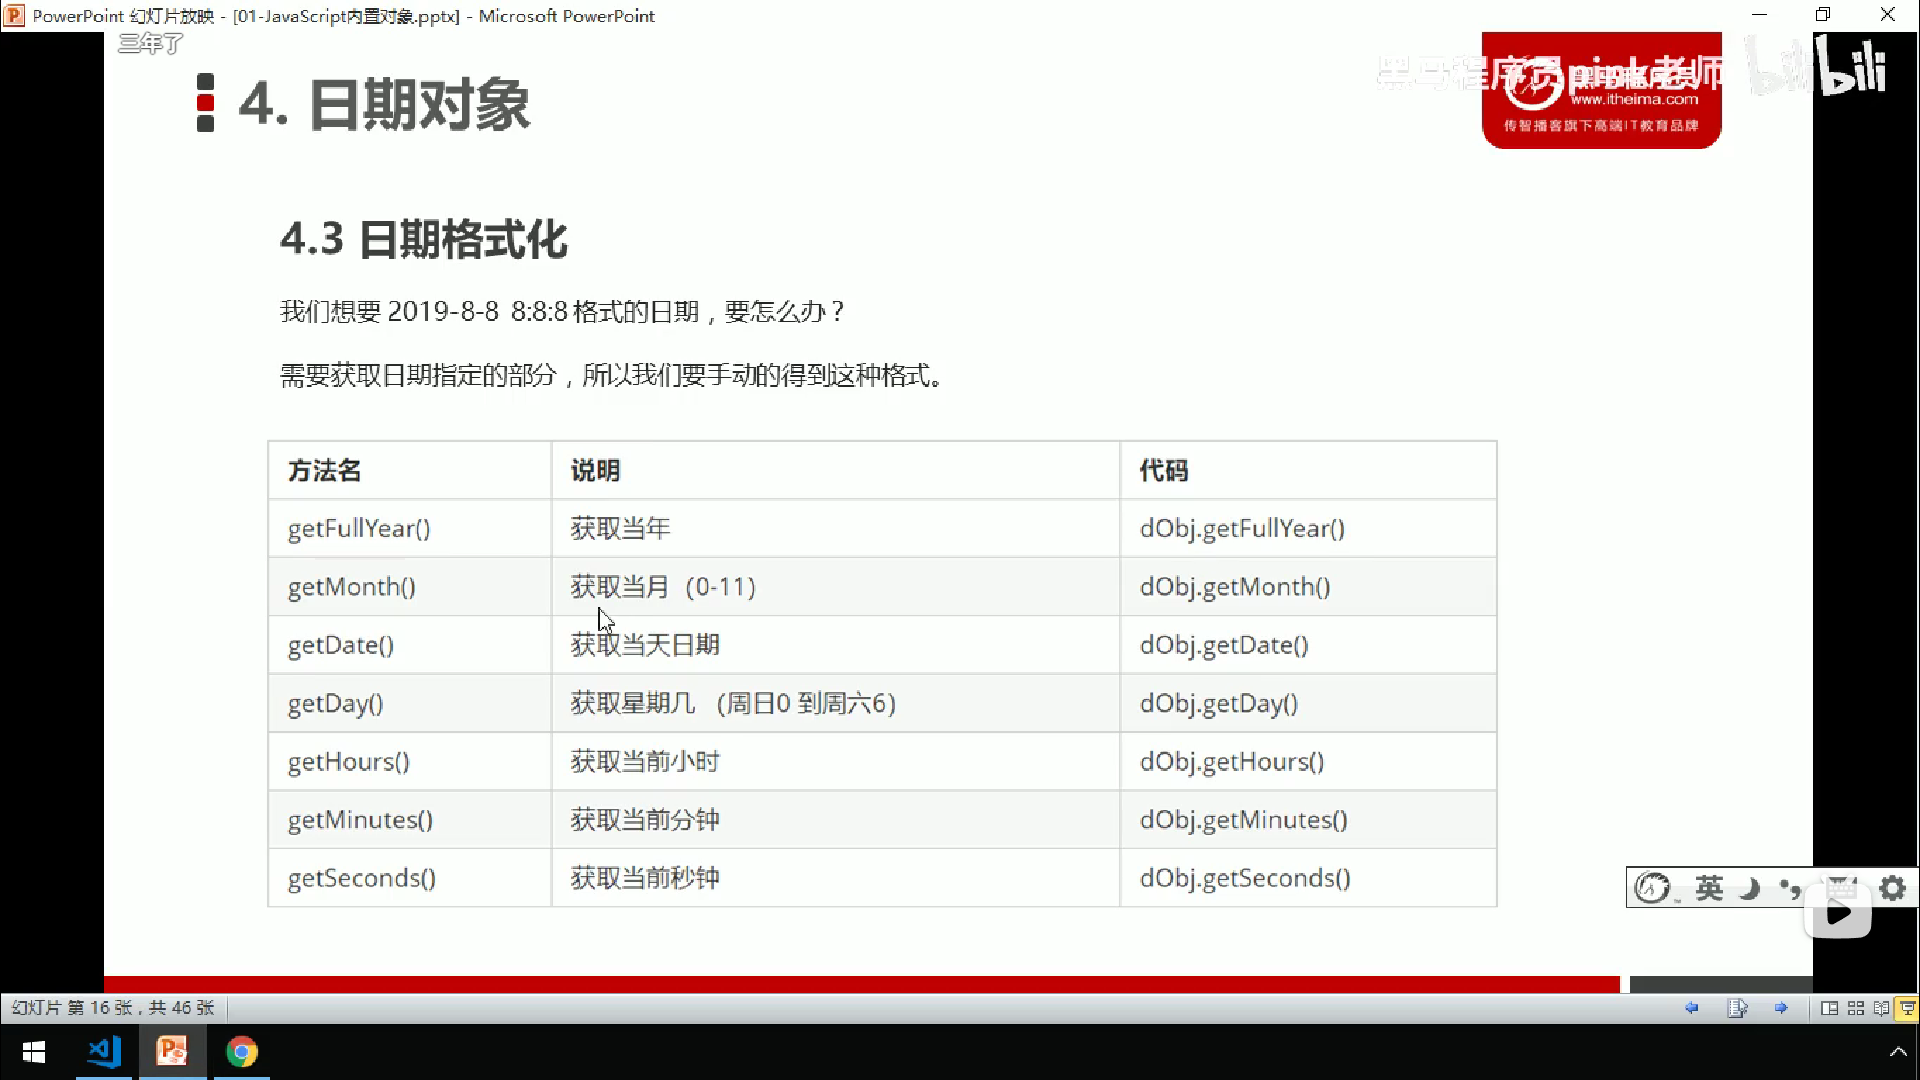 PowerPoint 幻灯片放映 - [01-JavaScript内置对象.pptx] - Microsoft PowerPoint
三年了
黑马程序员pink老师 bilibili
www.itheima.com
传智播客旗下高端IT教育品牌
4. 日期对象
4.3 日期格式化
我们想要 2019-8-8 8:8:8 格式的日期，要怎么办？
需要获取日期指定的部分，所以我们要手动的得到这种格式。
方法名 说明 代码
getFullYear() 获取当年 dObj.getFullYear()
getMonth() 获取当月（0-11） dObj.getMonth()
getDate() 获取当天日期 dObj.getDate()
getDay() 获取星期几 （周日0 到周六6） dObj.getDay()
getHours() 获取当前小时 dObj.getHours()
getMinutes() 获取当前分钟 dObj.getMinutes()
getSeconds() 获取当前秒钟 dObj.getSeconds()
英
幻灯片 第 16 张，共 46 张